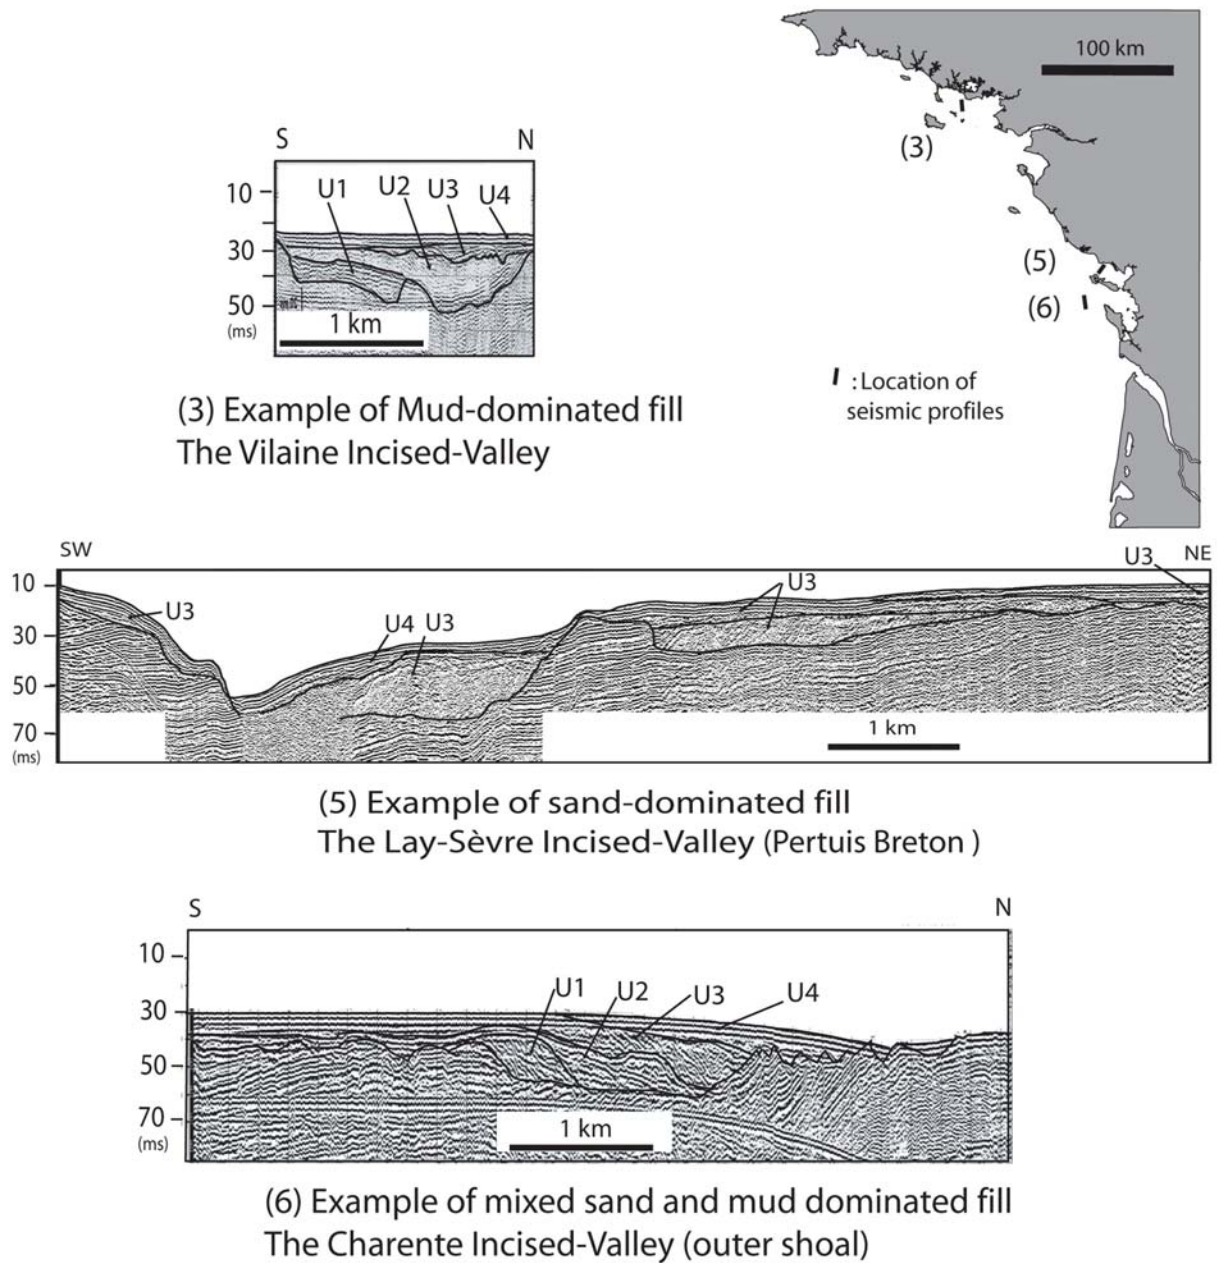 100 km
(3)
(5)
(6)
: Location of
seismic profiles
S N
10
30
50
(ms)
U1 U2 U3 U4
1 km
(3) Example of Mud-dominated fill
The Vilaine Incised-Valley
SW NE
10
30
50
70
(ms)
U3
U4
U3
U3
U3
1 km
(5) Example of sand-dominated fill
The Lay-Sèvre Incised-Valley (Pertuis Breton )
S N
10
30
50
70
(ms)
U1 U2 U3 U4
1 km
(6) Example of mixed sand and mud dominated fill
The Charente Incised-Valley (outer shoal)